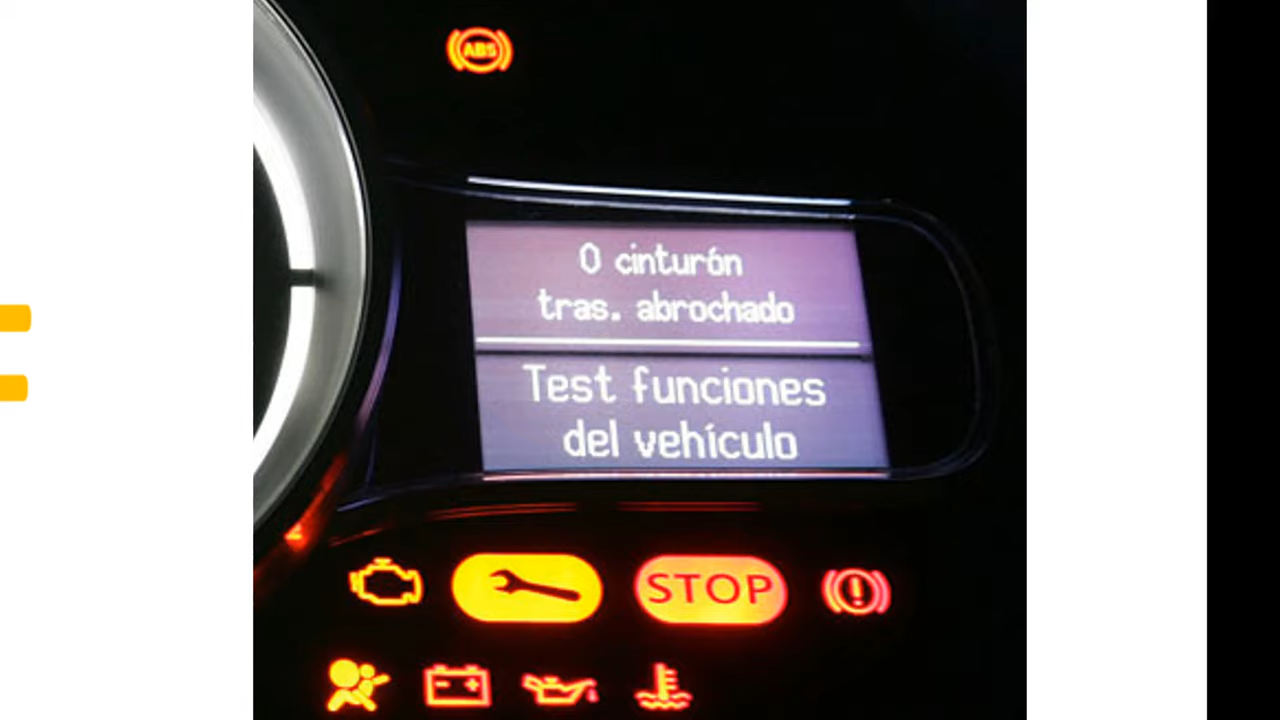 ABS
0 cinturón
tras. abrochado
Test funciones
del vehículo
STOP